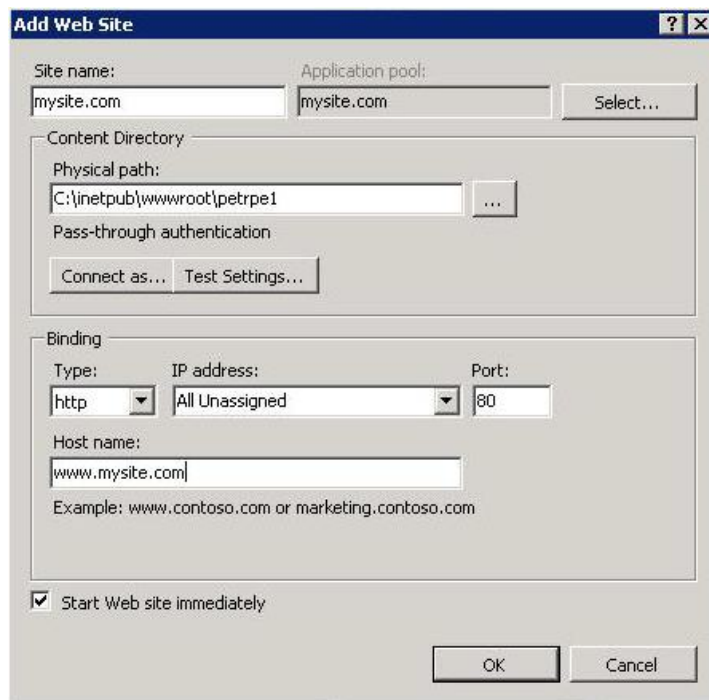 Add Web Site
Site name:
Application pool:
mysite.com
mysite.com
Select...
Content Directory
Physical path:
C:\inetpub\wwwroot\petrpe1
...
Pass-through authentication
Connect as...
Test Settings...
Binding
Type:
IP address:
Port:
http
All Unassigned
80
Host name:
www.mysite.com
Example: www.contoso.com or marketing.contoso.com
Start Web site immediately
OK
Cancel